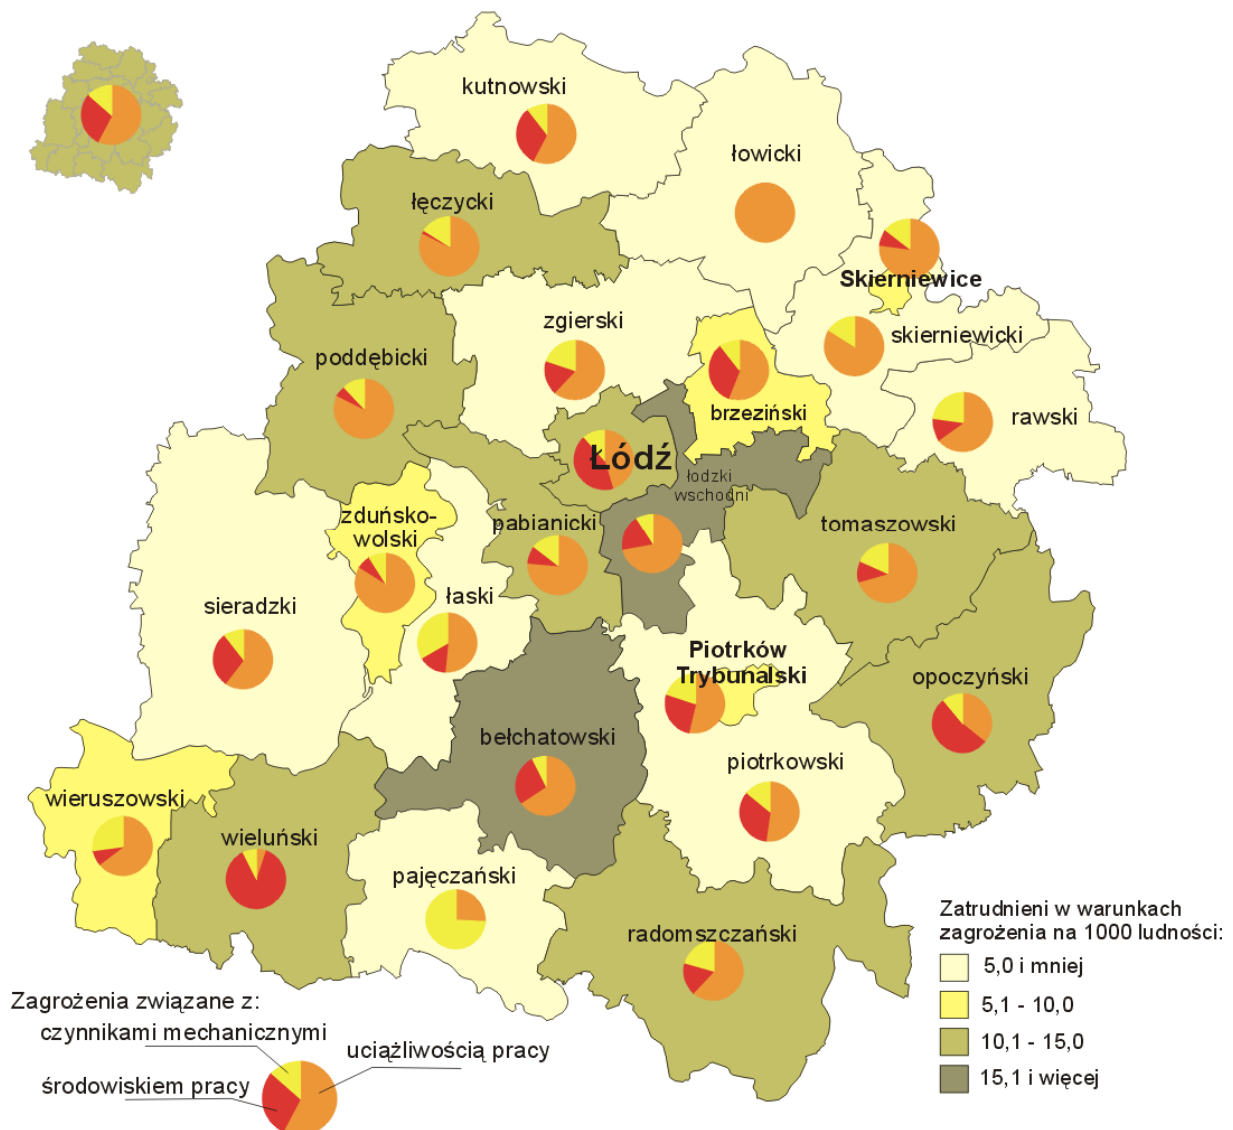 kutnowski
łowicki
łęczycki
Skierniewice
zgierski
skierniewicki
poddębicki
brzeziński
rawski
Łódź
łodzki
wschodni
zduńsko-
wolski
pabianicki
tomaszowski
sieradzki
łaski
Piotrków
Trybunalski
opoczyński
bełchatowski
piotrkowski
wieruszowski
wieluński
pajęczański
radomszczański
Zatrudnieni w warunkach
zagrożenia na 1000 ludności:
5,0 i mniej
5,1 - 10,0
10,1 - 15,0
15,1 i więcej
Zagrożenia związane z:
czynnikami mechanicznymi
uciążliwością pracy
środowiskiem pracy